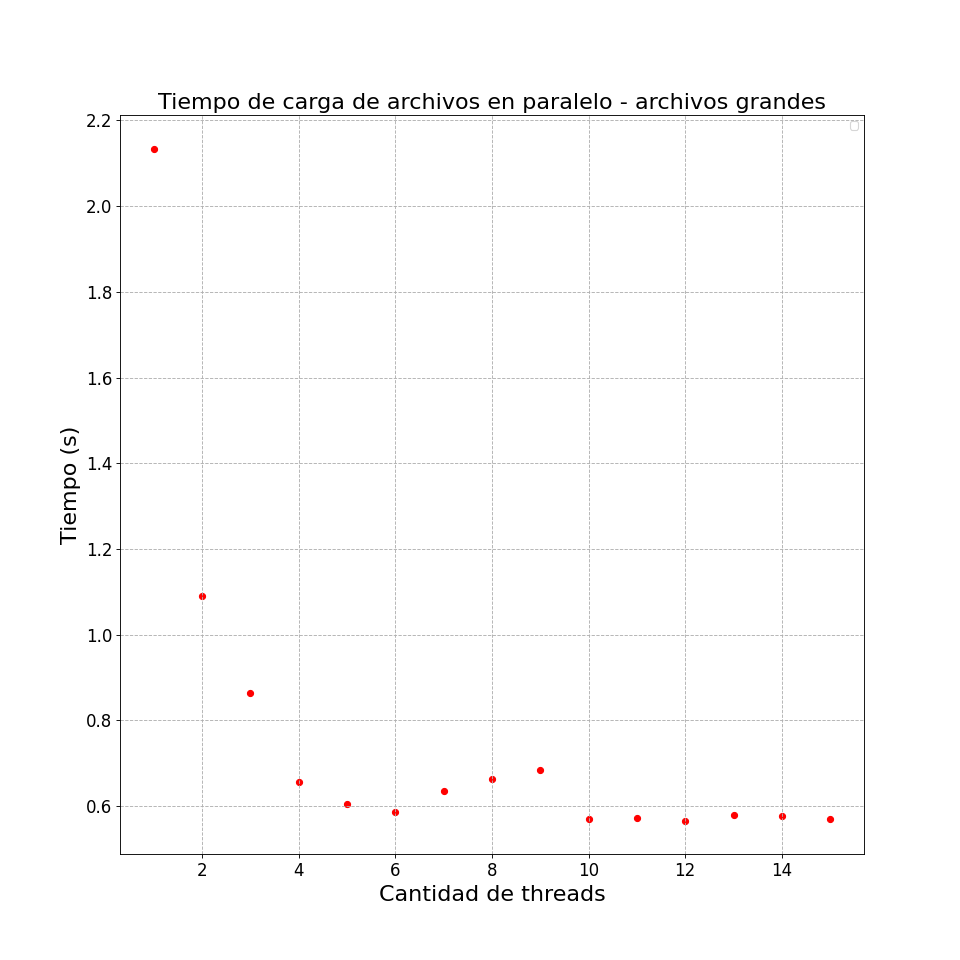 Tiempo de carga de archivos en paralelo - archivos grandes
2.2
2.0
1.8
1.6
1.4
1.2
1.0
0.8
0.6
Tiempo (s)
2 4 6 8 10 12 14
Cantidad de threads